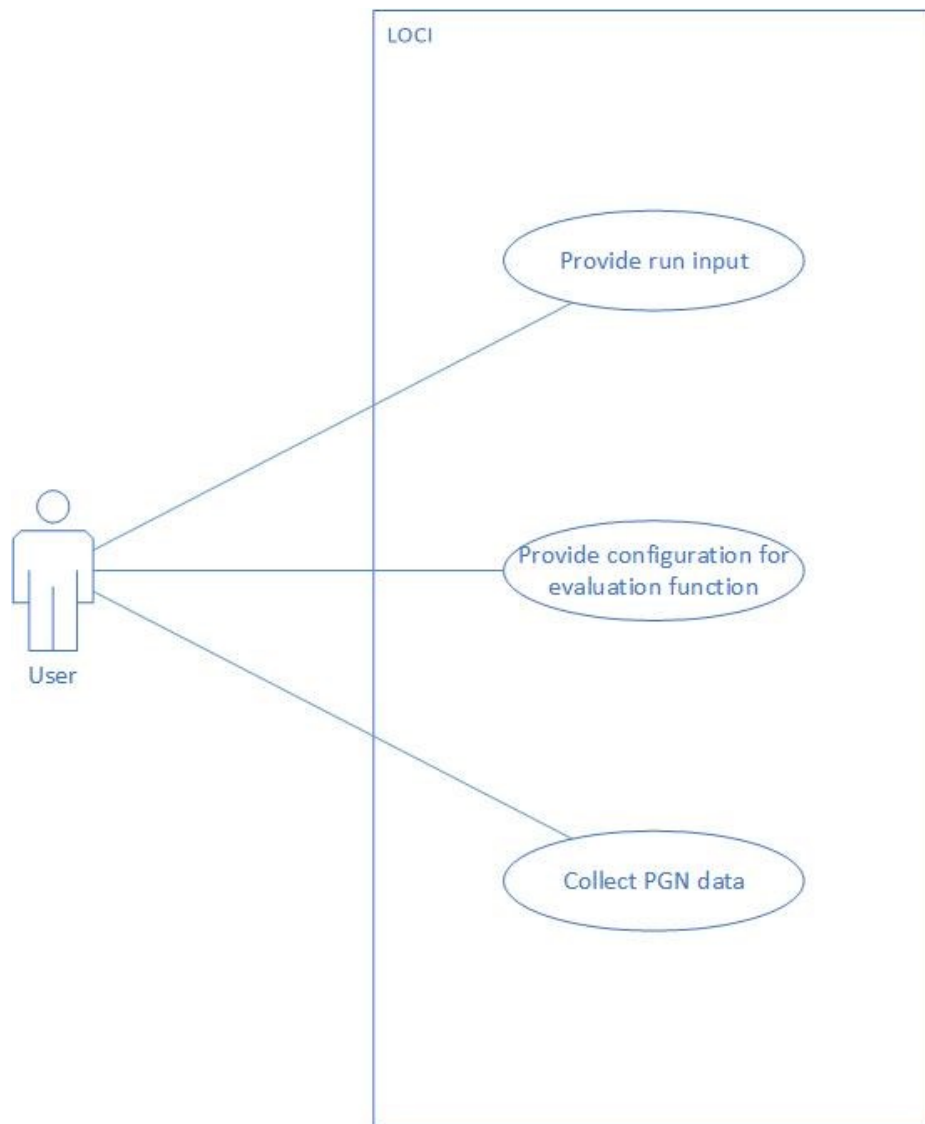 LOCI
Provide run input
Provide configuration for
evaluation function
User
Collect PGN data